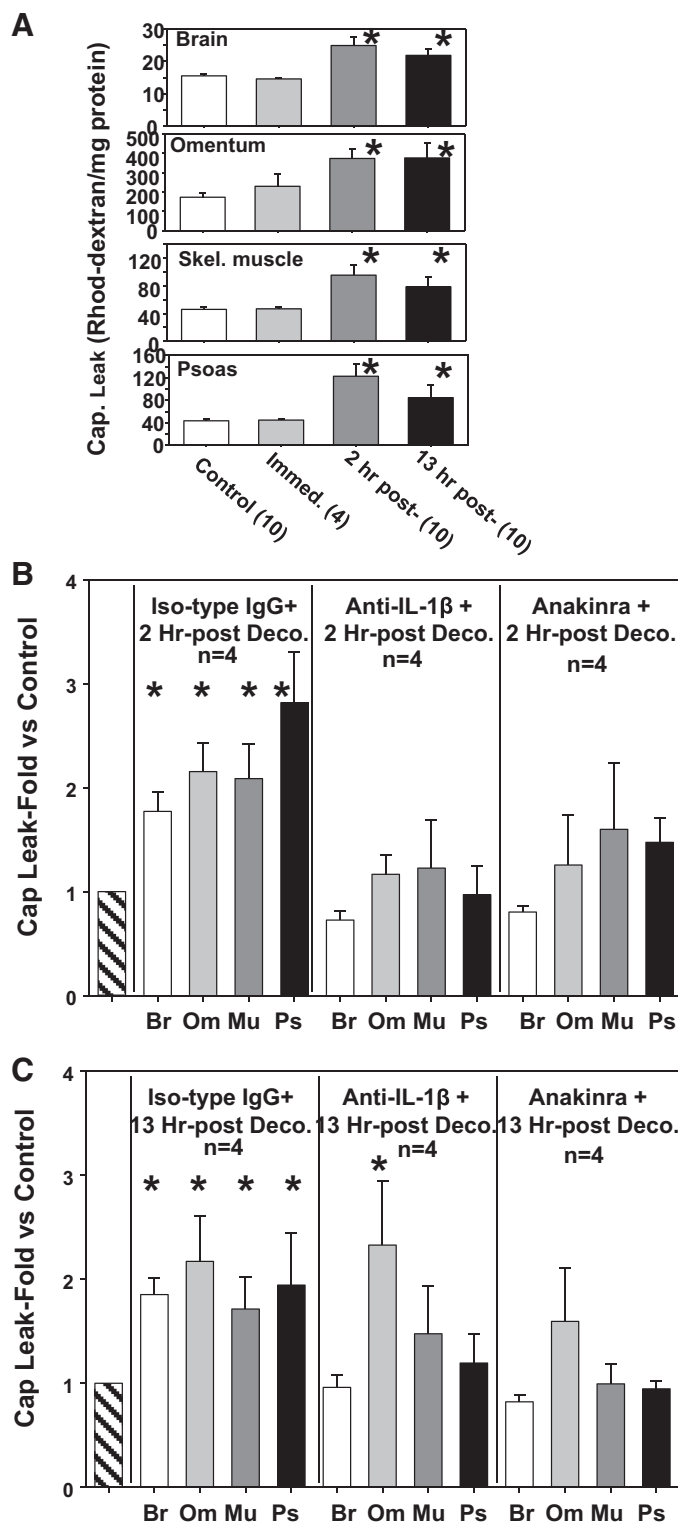 A
Cap. Leak (Rhod-dextran/mg protein)
30
20
10
0
Brain
*
*
500
400
300
200
100
0
Omentum
*
*
120
80
40
0
Skel. muscle
*
*
160
120
80
40
0
Psoas
*
*
Control (10)
Immed. (4)
2 hr post- (10)
13 hr post- (10)
B
Cap Leak-Fold vs Control
4
3
2
1
0
Iso-type IgG+
2 Hr-post Deco.
n=4
* * * *
Anti-IL-1β +
2 Hr-post Deco.
n=4
Anakinra +
2 Hr-post Deco.
n=4
Br Om Mu Ps
Br Om Mu Ps
Br Om Mu Ps
C
Cap Leak-Fold vs Control
4
3
2
1
0
Iso-type IgG+
13 Hr-post Deco.
n=4
* * * *
Anti-IL-1β +
13 Hr-post Deco.
n=4
*
Anakinra +
13 Hr-post Deco.
n=4
Br Om Mu Ps
Br Om Mu Ps
Br Om Mu Ps